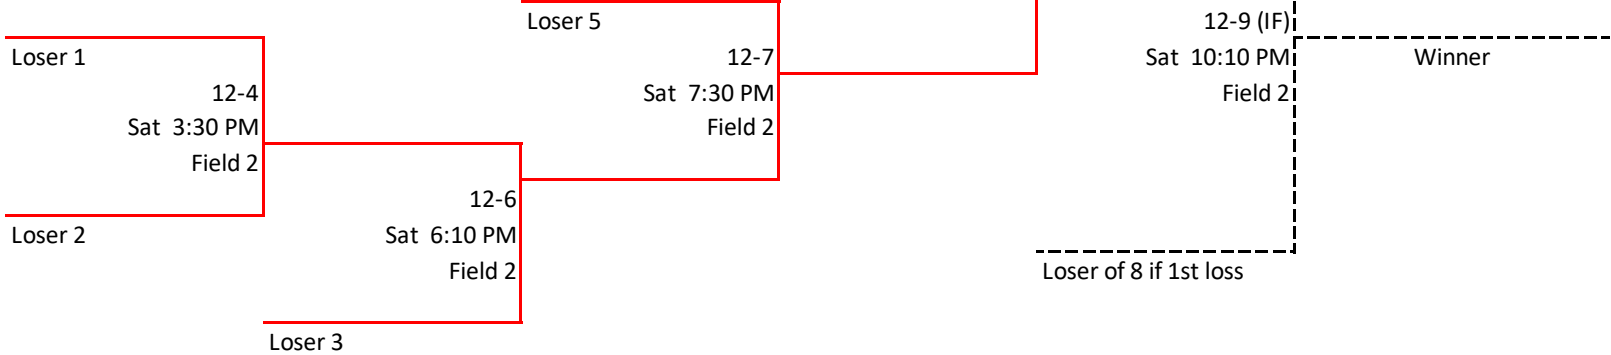 Loser 5
12-9 (IF)
Loser 1
12-7
Sat 10:10 PM
Winner
12-4
Sat 7:30 PM
Field 2
Sat 3:30 PM
Field 2
Field 2
12-6
Loser 2
Sat 6:10 PM
Field 2
Loser of 8 if 1st loss
Loser 3